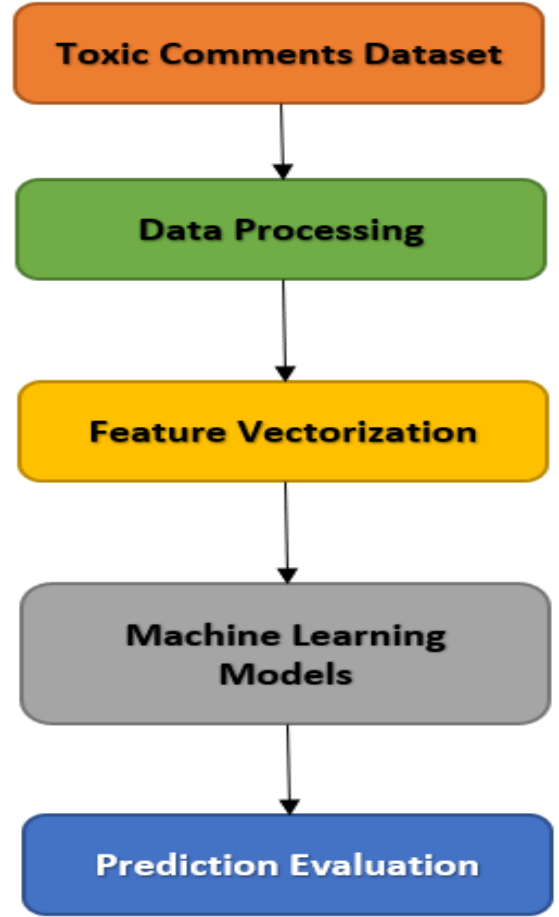 Toxic Comments Dataset
Data Processing
Feature Vectorization
Machine Learning
Models
Prediction Evaluation